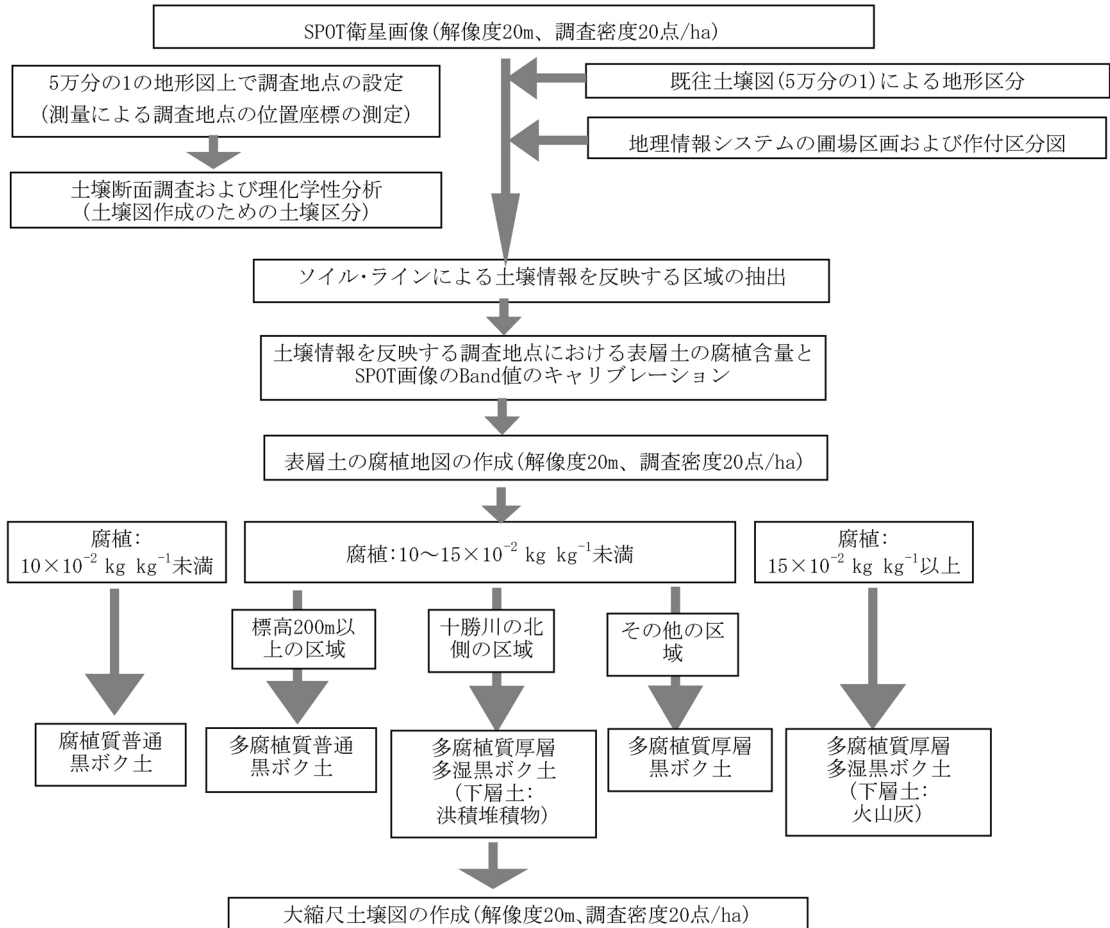 SPOT衛星画像(解像度20m、調査密度20点/ha)
5万分の1の地形図上で調査地点の設定
(測量による調査地点の位置座標の測定)
既往土壌図(5万分の1)による地形区分
地理情報システムの圃場区画および作付区分図
土壌断面調査および理化学性分析
(土壌図作成のための土壌区分)
ソイル・ラインによる土壌情報を反映する区域の抽出
土壌情報を反映する調査地点における表層土の腐植含量と
SPOT画像のBand値のキャリブレーション
表層土の腐植地図の作成(解像度20m、調査密度20点/ha)
腐植:
10×10⁻² kg kg⁻¹未満
腐植:10～15×10⁻² kg kg⁻¹未満
腐植:
15×10⁻² kg kg⁻¹以上
標高200m以
上の区域
十勝川の北
側の区域
その他の区
域
腐植質普通
黒ボク土
多腐植質普通
黒ボク土
多腐植質厚層
多湿黒ボク土
(下層土:
洪積堆積物)
多腐植質厚層
黒ボク土
多腐植質厚層
多湿黒ボク土
(下層土:
火山灰)
大縮尺土壌図の作成(解像度20m、調査密度20点/ha)